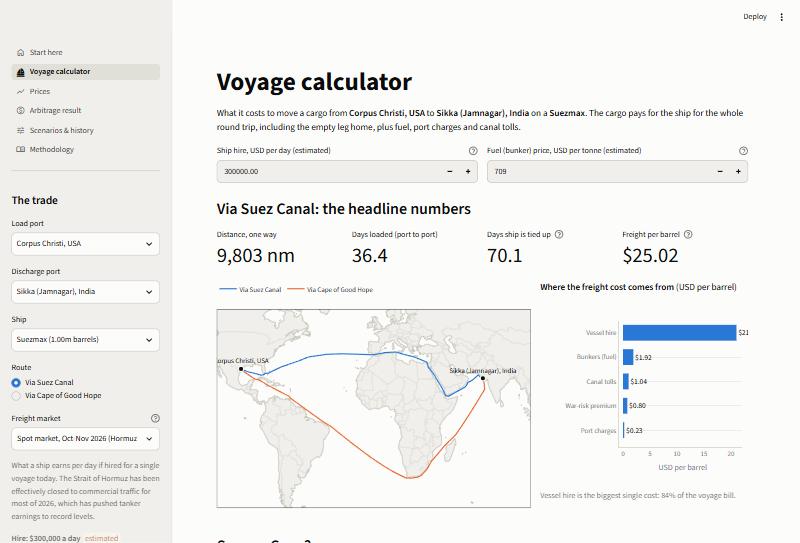 Deploy
Start here
Voyage calculator
Prices
Arbitrage result
Scenarios & history
Methodology
The trade
Load port
Corpus Christi, USA
Discharge port
Sikka (Jamnagar), India
Ship
Suezmax (1.00m barrels)
Route
Via Suez Canal
Via Cape of Good Hope
Freight market
Spot market, Oct Nov 2026 (Hormuz
What a ship earns per day if hired for a single
voyage today. The Strait of Hormuz has been
effectively closed to commercial traffic for
most of 2026, which has pushed tanker
earnings to record levels.
Hire: $300,000 a day estimated
Voyage calculator
What it costs to move a cargo from Corpus Christi, USA to Sikka (Jamnagar), India on a Suezmax. The cargo pays for the ship for the whole
round trip, including the empty leg home, plus fuel, port charges and canal tolls.
Ship hire, USD per day (estimated)
300000.00
Fuel (bunker) price, USD per tonne (estimated)
709
Via Suez Canal: the headline numbers
Distance, one way
9,803 nm
Days loaded (port to port)
36.4
Days ship is tied up
70.1
Freight per barrel
$25.02
Via Suez Canal
Via Cape of Good Hope
orpus Christi, USA
Sikka (Jamnagar), India
Where the freight cost comes from (USD per barrel)
Vessel hire $21
Bunkers (fuel) $1.92
Canal tolls $1.04
War-risk premium $0.80
Port charges $0.23
0 5 10 15 20
USD per barrel
Vessel hire is the biggest single cost: 84% of the voyage bill.